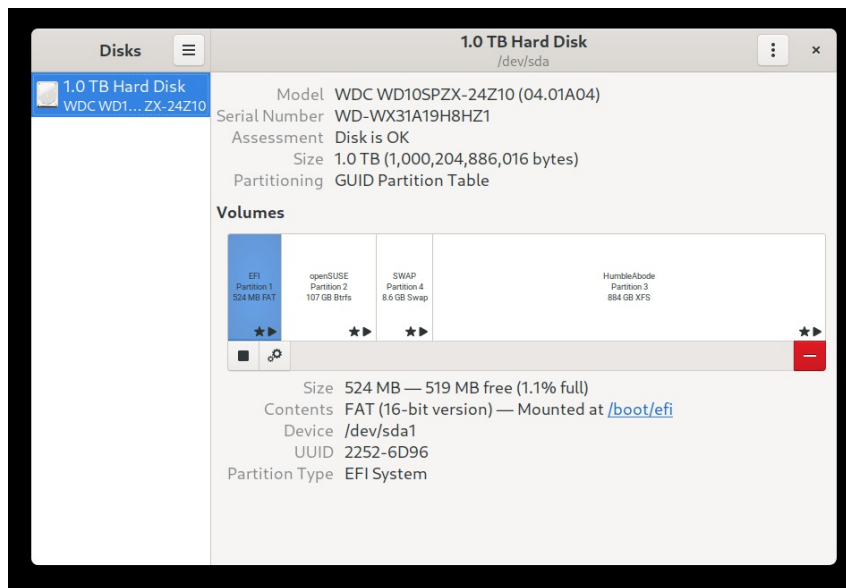 Disks
1.0 TB Hard Disk
/dev/sda
1.0 TB Hard Disk
WDC WD1... ZX-24Z10
Model WDC WD10SPZX-24Z10 (04.01A04)
Serial Number WD-WX31A19H8HZ1
Assessment Disk is OK
Size 1.0 TB (1,000,204,886,016 bytes)
Partitioning GUID Partition Table
Volumes
EFI
Partition 1
524 MB FAT
openSUSE
Partition 2
107 GB Btrfs
SWAP
Partition 4
8.6 GB Swap
HumbleAbode
Partition 3
884 GB XFS
Size 524 MB — 519 MB free (1.1% full)
Contents FAT (16-bit version) — Mounted at /boot/efi
Device /dev/sda1
UUID 2252-6D96
Partition Type EFI System